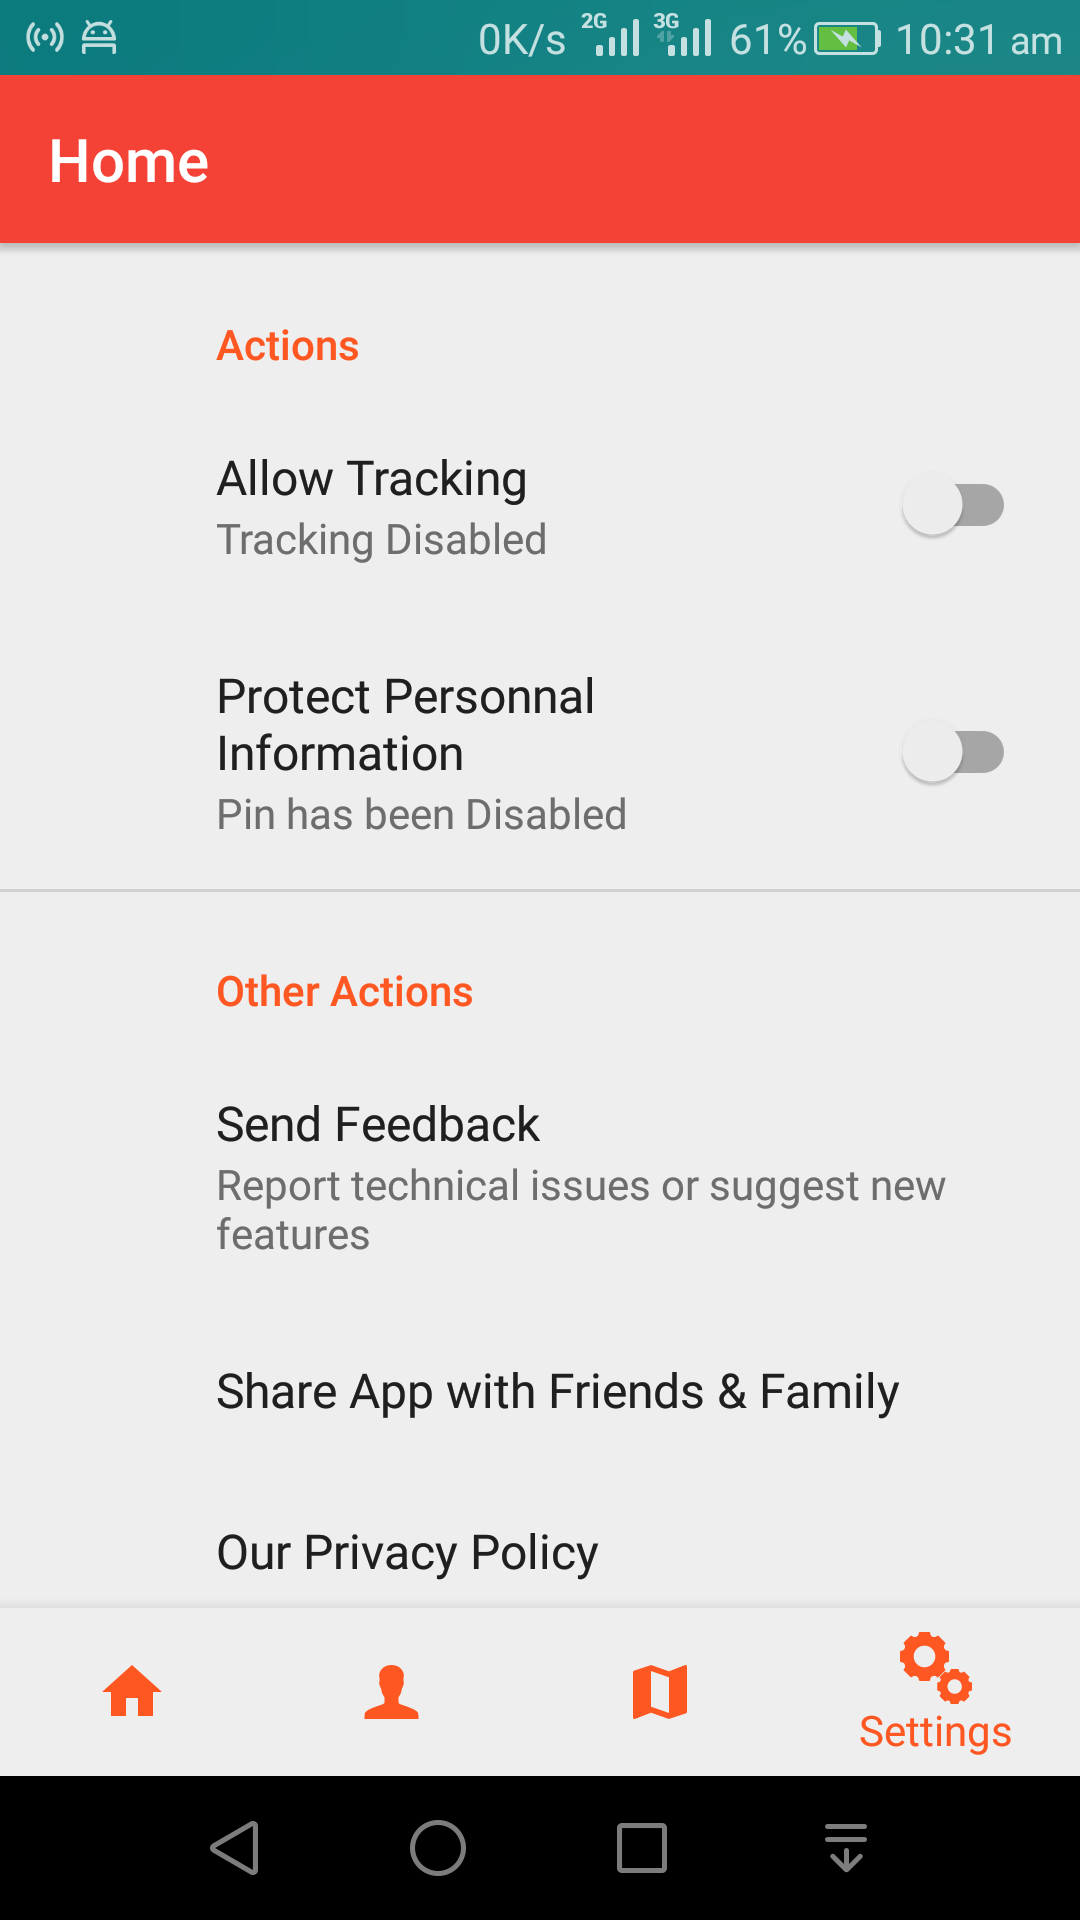 0K/s 2G 3G 61% 10:31 am
Home
Actions
Allow Tracking
Tracking Disabled
Protect Personnal
Information
Pin has been Disabled
Other Actions
Send Feedback
Report technical issues or suggest new
features
Share App with Friends & Family
Our Privacy Policy
Settings